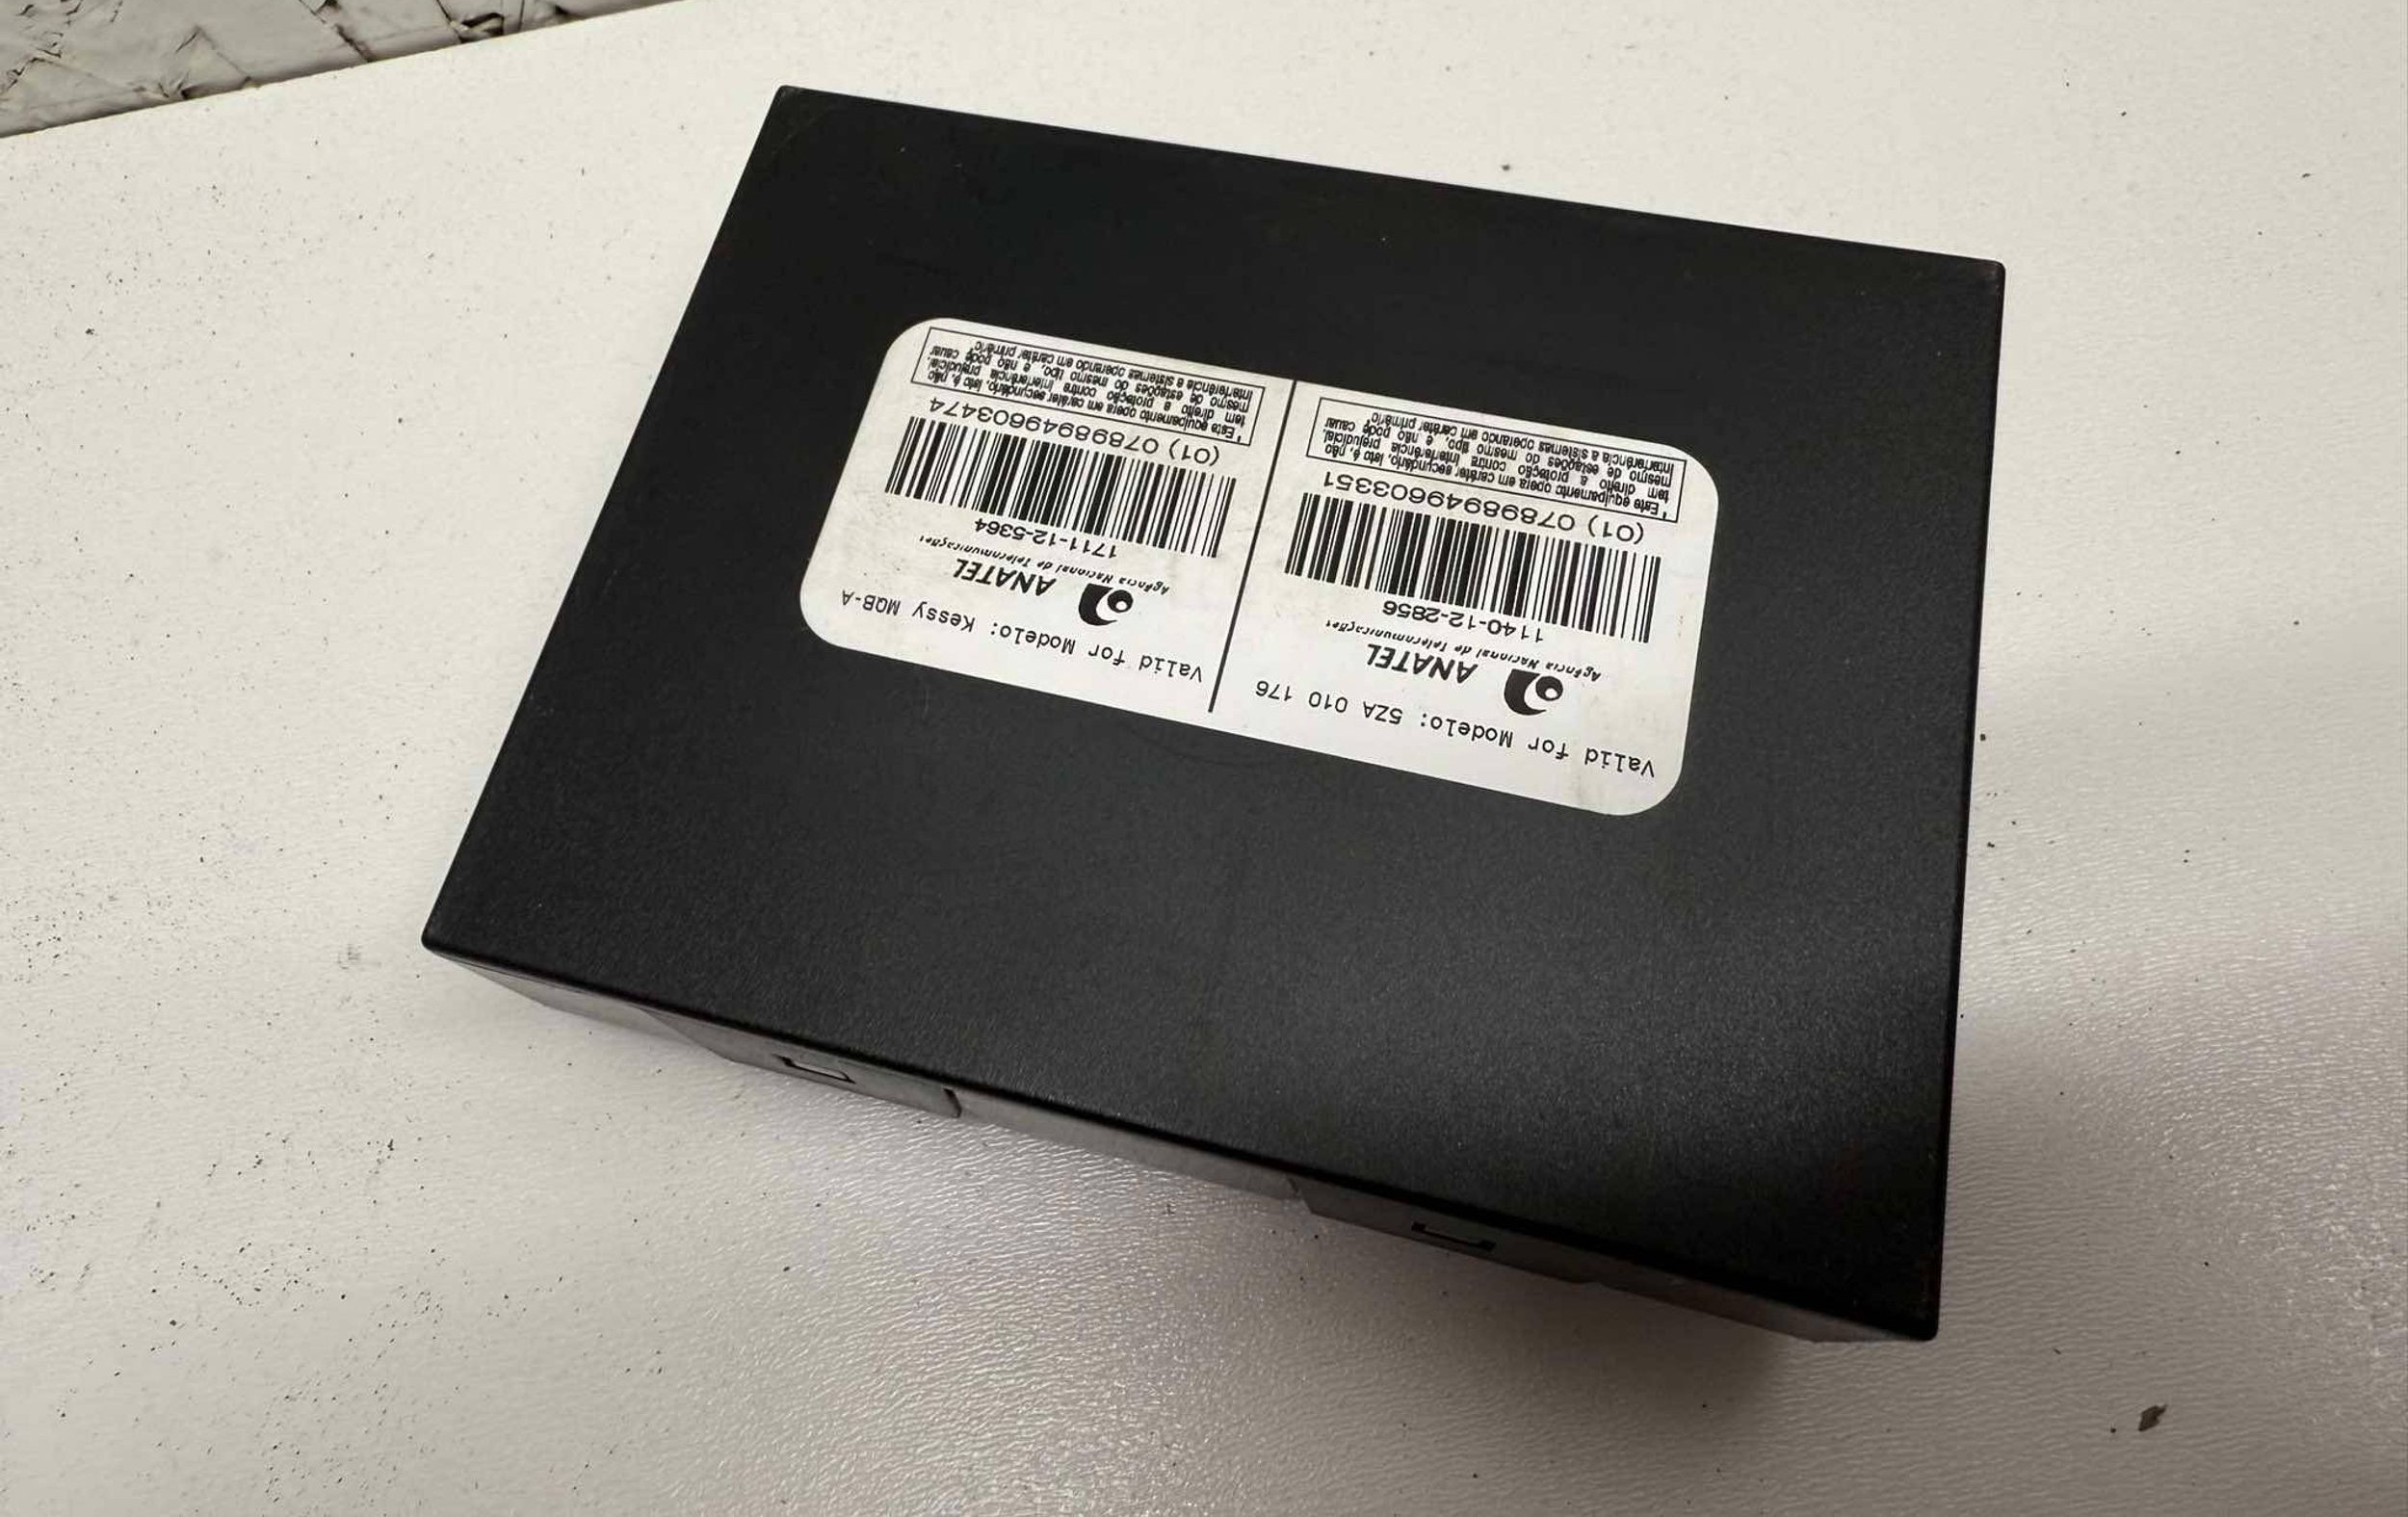 Valid for Modelo: 5ZA 010 176
ANATEL
Agência Nacional de Telecomunicações
1140-12-2856
(01) 07898949603351
"Este equipamento opera em caráter secundário, isto é, não
tem direito a proteção contra interferência prejudicial,
mesmo de estações do mesmo tipo, e não pode causar
interferência a sistemas operando em caráter primário"
Valid for Modelo: Kessy MQB-A
ANATEL
Agência Nacional de Telecomunicações
1711-12-5364
(01) 07898949603474
"Este equipamento opera em caráter secundário, isto é, não
tem direito a proteção contra interferência prejudicial,
mesmo de estações do mesmo tipo, e não pode causar
interferência a sistemas operando em caráter primário"